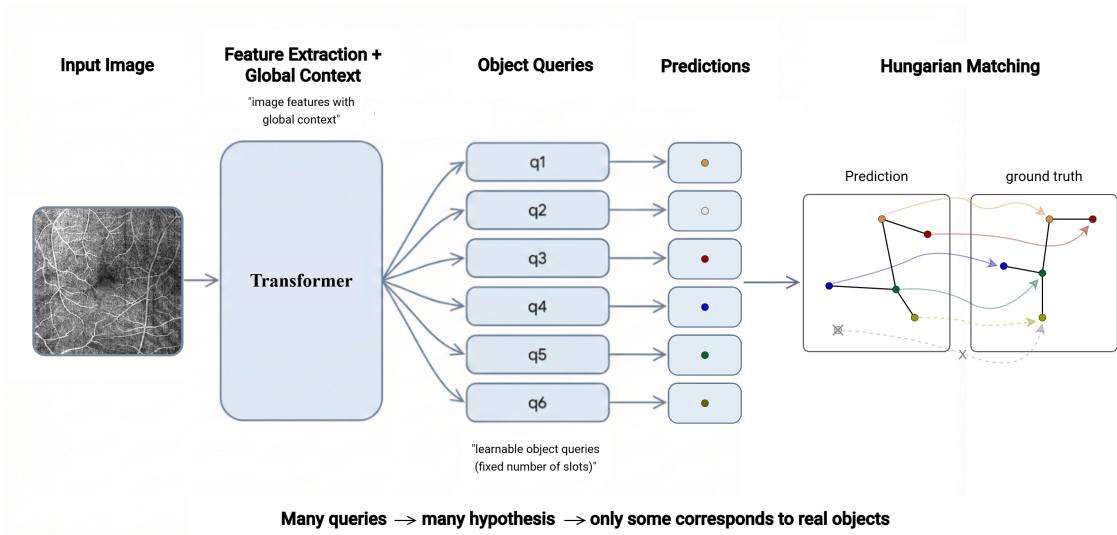 Input Image
Feature Extraction +
Global Context
"image features with
global context"
Object Queries
Predictions
Hungarian Matching
Transformer
q1
q2
q3
q4
q5
q6
Prediction
ground truth
X
"learnable object queries
(fixed number of slots)"
Many queries → many hypothesis → only some corresponds to real objects